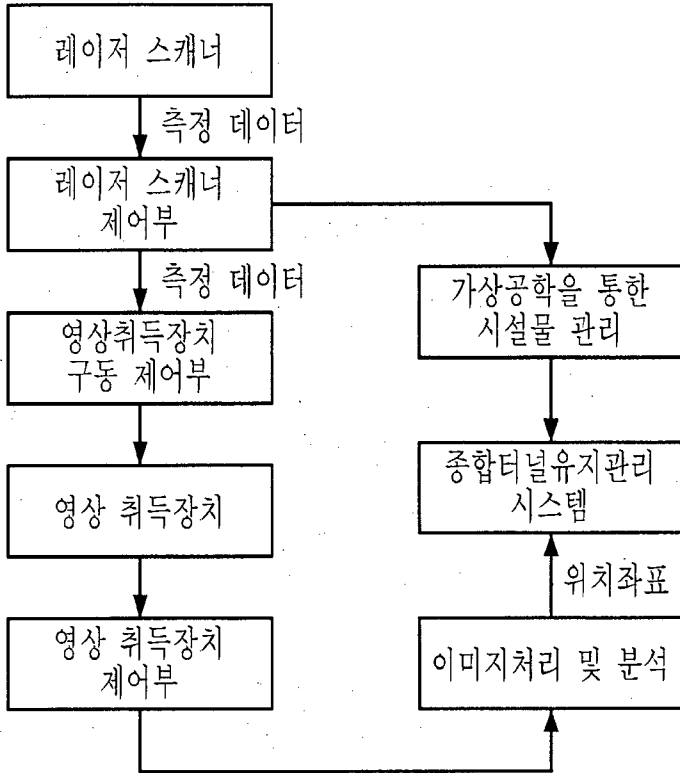 레이저 스캐너
측정 데이터
레이저 스캐너
제어부
측정 데이터
영상취득장치
구동 제어부
영상 취득장치
영상 취득장치
제어부
가상공학을 통한
시설물 관리
종합터널유지관리
시스템
위치좌표
이미지처리 및 분석